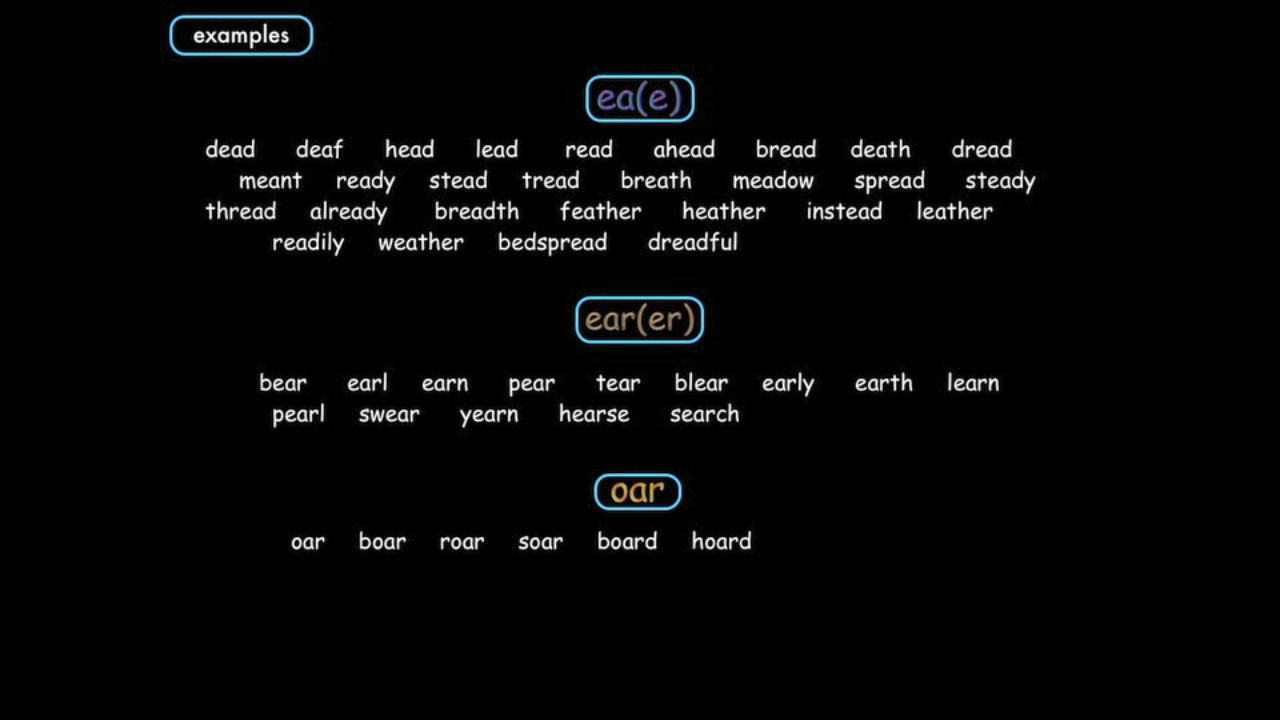 examples
ea(e)
dead deaf head lead read ahead bread death dread
meant ready stead tread breath meadow spread steady
thread already breadth feather heather instead leather
readily weather bedspread dreadful
ear(er)
bear earl earn pear tear blear early earth learn
pearl swear yearn hearse search
oar
oar boar roar soar board hoard